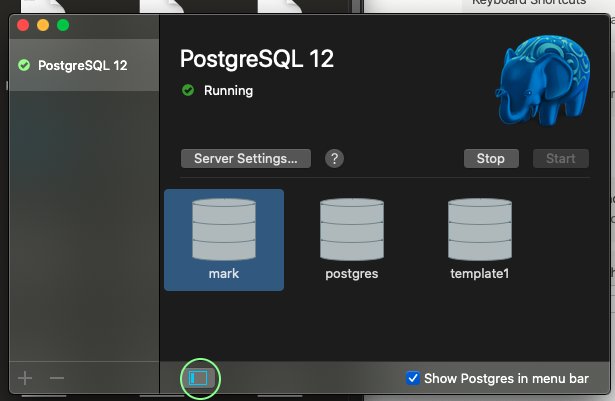 Keyboard Shortcuts
PostgreSQL 12
PostgreSQL 12
Running
Server Settings...
?
Stop
Start
mark
postgres
template1
Show Postgres in menu bar